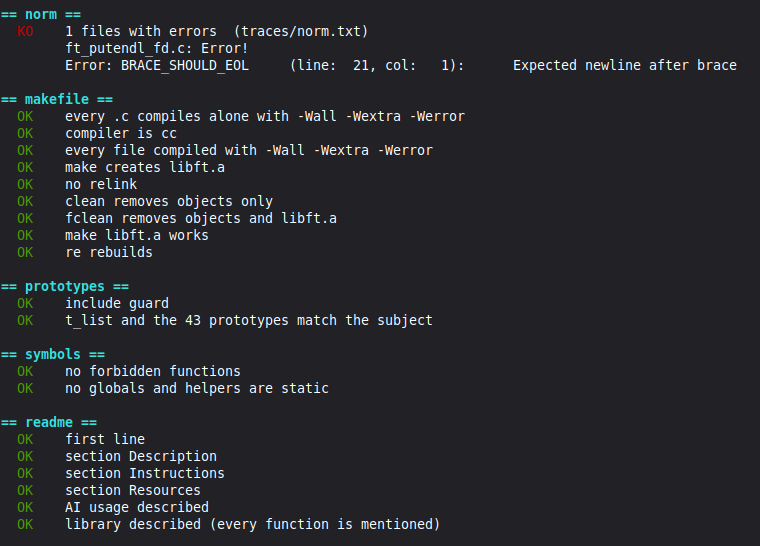 == norm ==
KO 1 files with errors (traces/norm.txt)
ft_putendl_fd.c: Error!
Error: BRACE_SHOULD_EOL (line: 21, col: 1): Expected newline after brace
== makefile ==
OK every .c compiles alone with -Wall -Wextra -Werror
OK compiler is cc
OK every file compiled with -Wall -Wextra -Werror
OK make creates libft.a
OK no relink
OK clean removes objects only
OK fclean removes objects and libft.a
OK make libft.a works
OK re rebuilds
== prototypes ==
OK include guard
OK t_list and the 43 prototypes match the subject
== symbols ==
OK no forbidden functions
OK no globals and helpers are static
== readme ==
OK first line
OK section Description
OK section Instructions
OK section Resources
OK AI usage described
OK library described (every function is mentioned)